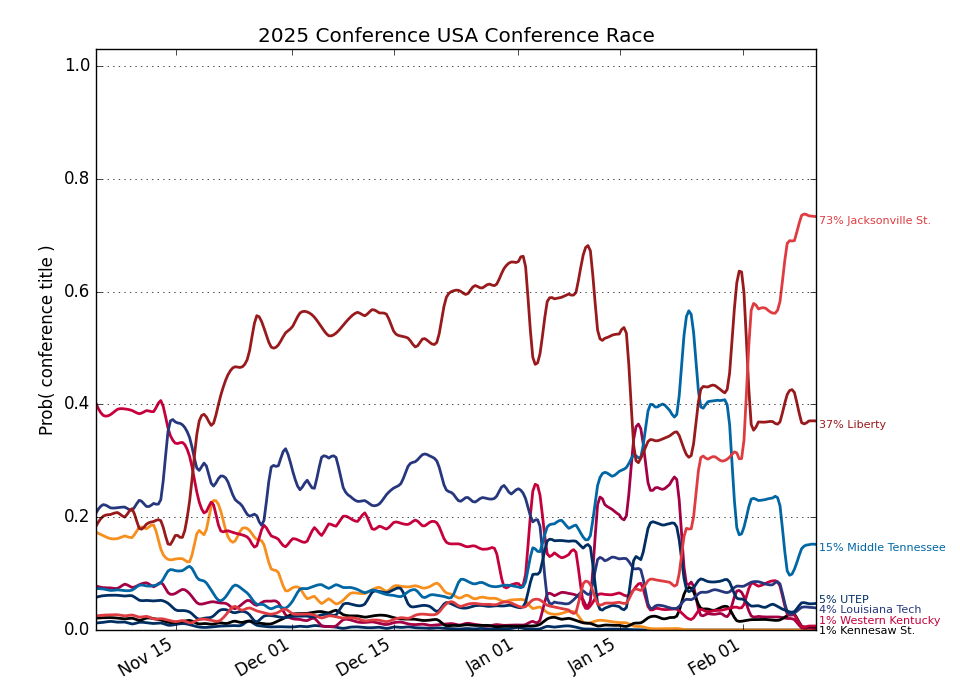 2025 Conference USA Conference Race
Prob( conference title )
1.0
0.8
0.6
0.4
0.2
0.0
Nov 15
Dec 01
Dec 15
Jan 01
Jan 15
Feb 01
73% Jacksonville St.
37% Liberty
15% Middle Tennessee
5% UTEP
4% Louisiana Tech
1% Western Kentucky
1% Kennesaw St.